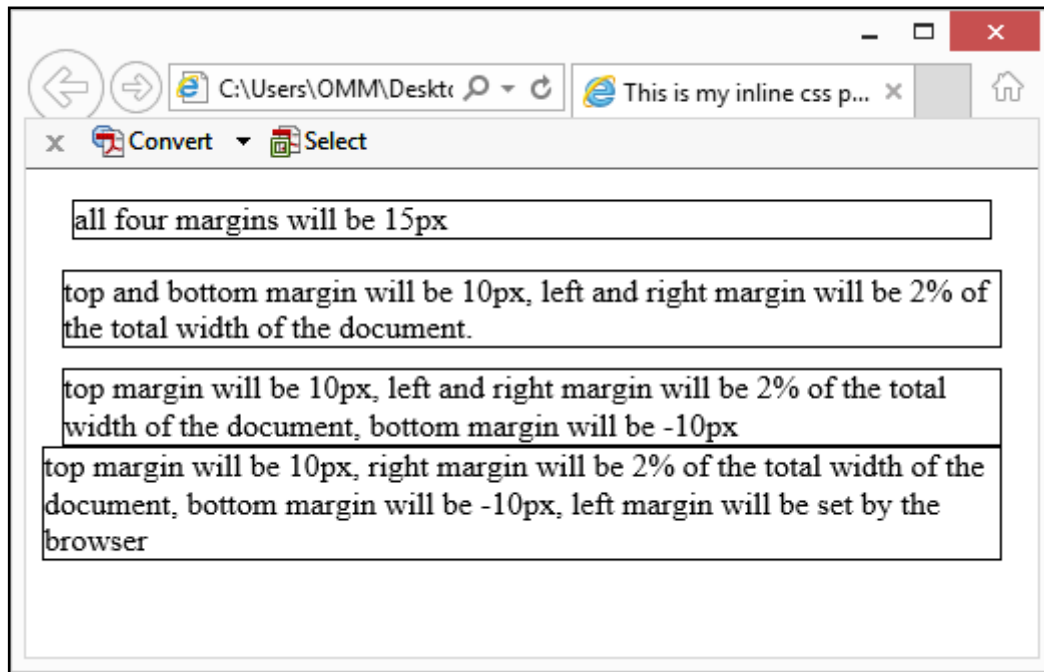 C:\Users\OMM\Deskto
This is my inline css p...
Convert
Select
all four margins will be 15px
top and bottom margin will be 10px, left and right margin will be 2% of
the total width of the document.
top margin will be 10px, left and right margin will be 2% of the total
width of the document, bottom margin will be -10px
top margin will be 10px, right margin will be 2% of the total width of the
document, bottom margin will be -10px, left margin will be set by the
browser